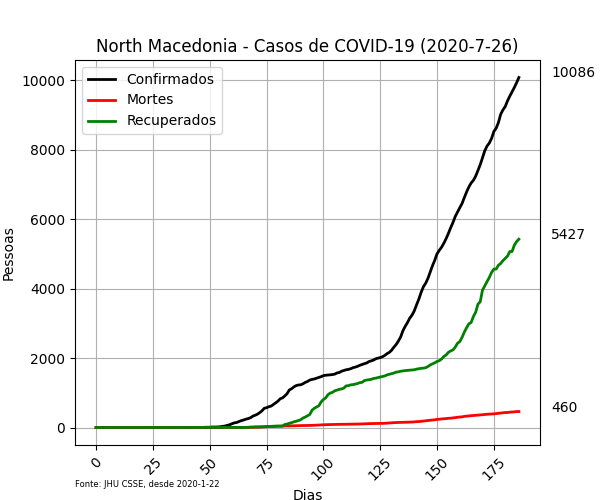 North Macedonia - Casos de COVID-19 (2020-7-26)
Confirmados
Mortes
Recuperados
10086
5427
460
Pessoas
10000
8000
6000
4000
2000
0
0 25 50 75 100 125 150 175
Fonte: JHU CSSE, desde 2020-1-22
Dias